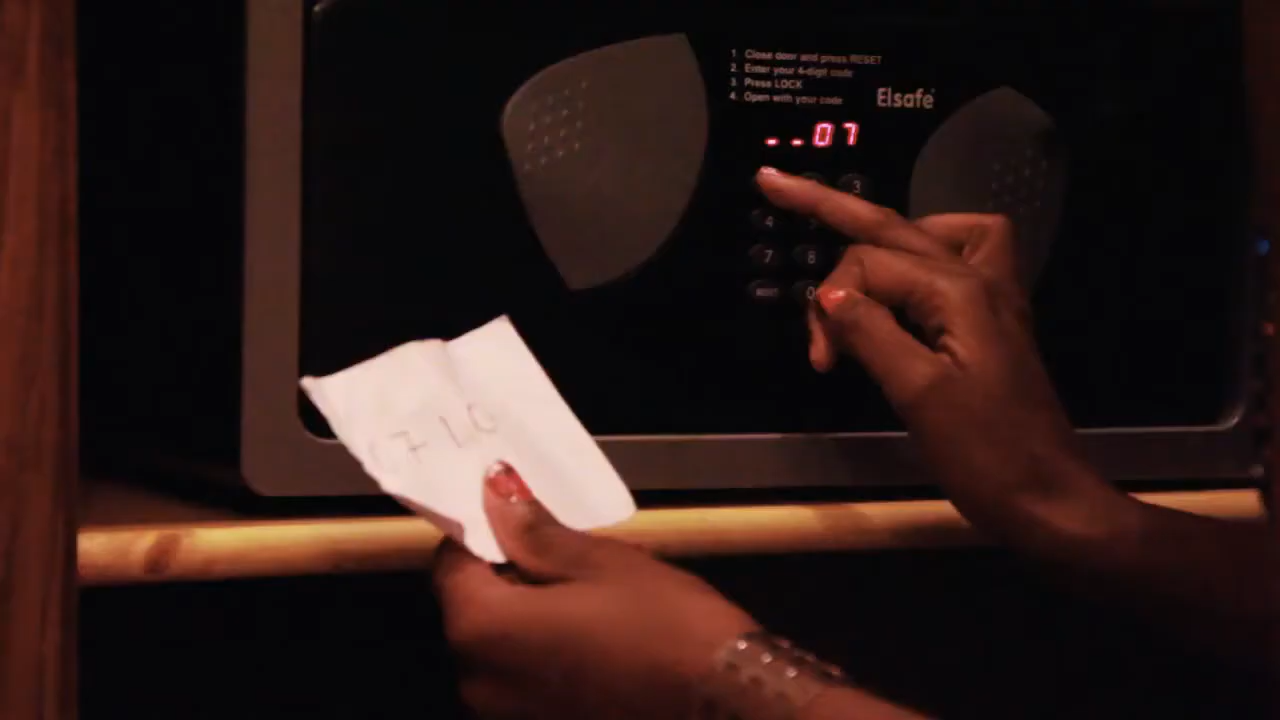 1. Close door and press RESET
2. Enter your 4-digit code
3. Press LOCK
4. Open with your code
Elsafe
--07
3
4
7 8
0
710